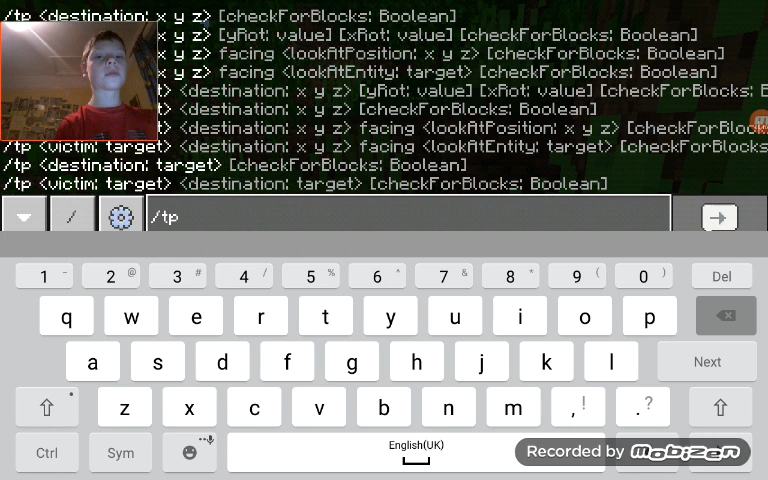 /tp <destination: x y z> [checkForBlocks: Boolean]
x y z> [yRot: value] [xRot: value] [checkForBlocks: Boolean]
x y z> facing <lookAtPosition: x y z> [checkForBlocks: Boolean]
x y z> facing <lookAtEntity: target> [checkForBlocks: Boolean]
t> <destination: x y z> [yRot: value] [xRot: value] [checkForBlocks: B
t> <destination: x y z> [checkForBlocks: Boolean]
t> <destination: x y z> facing <lookAtPosition: x y z> [checkForBlock
/tp <victim: target> <destination: x y z> facing <lookAtEntity: target> [checkForBlocks
/tp <destination: target> [checkForBlocks: Boolean]
/tp <victim: target> <destination: target> [checkForBlocks: Boolean]
/ /tp
1 - 2 @ 3 # 4 / 5 % 6 ^ 7 & 8 * 9 ( 0 ) Del
q w e r t y u i o p
a s d f g h j k l Next
z x c v b n m , ! . ?
Ctrl Sym English(UK)
Recorded by Mobizen